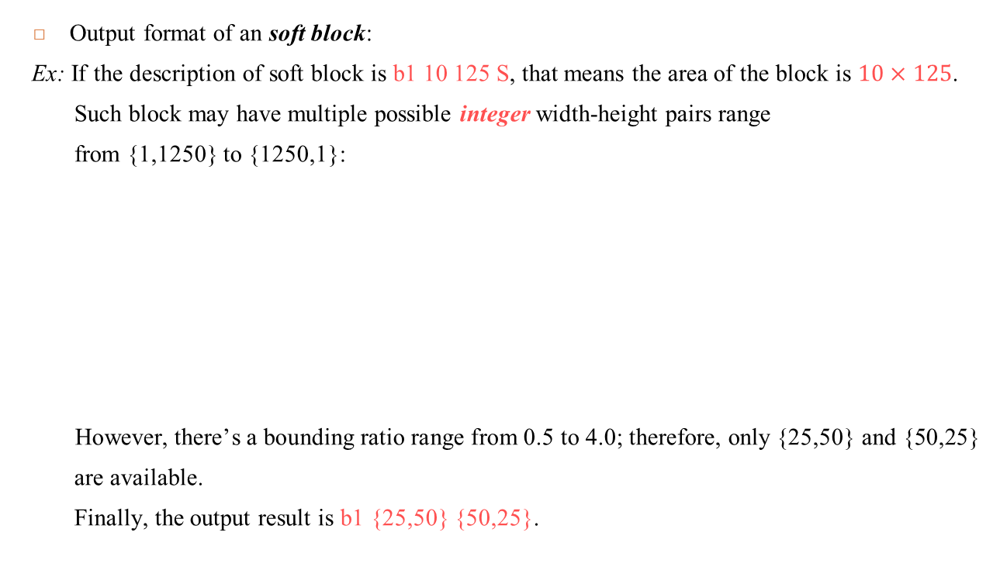 □ Output format of an soft block:
Ex: If the description of soft block is b1 10 125 S, that means the area of the block is 10 × 125.
Such block may have multiple possible integer width-height pairs range
from {1,1250} to {1250,1}:
However, there’s a bounding ratio range from 0.5 to 4.0; therefore, only {25,50} and {50,25}
are available.
Finally, the output result is b1 {25,50} {50,25}.